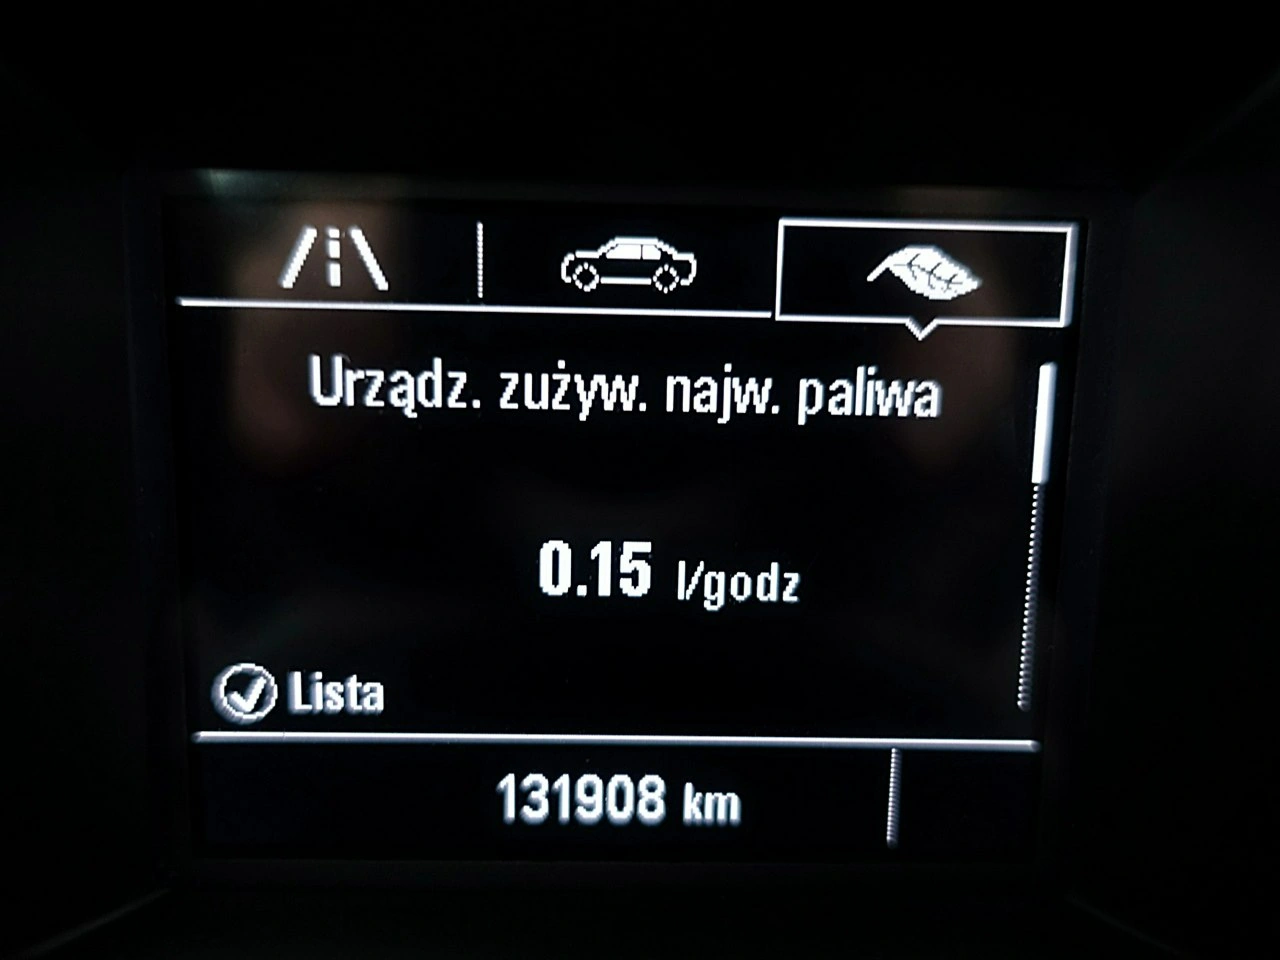 Urządz. zużyw. najw. paliwa
0.15 l/godz
Lista
131908 km